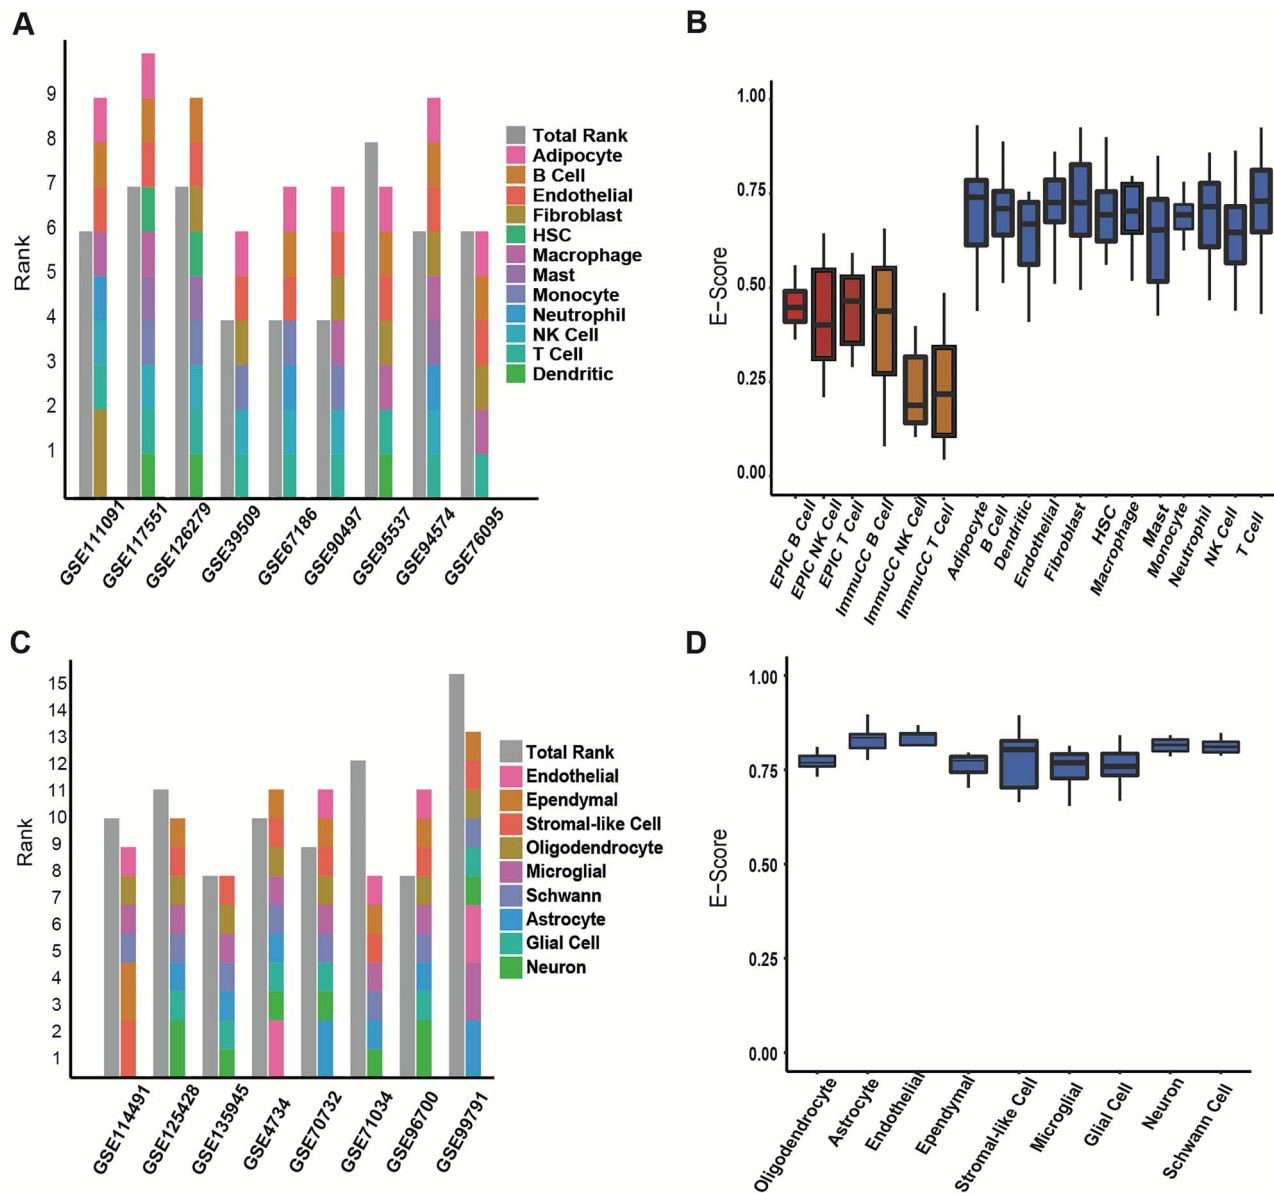 A
9
8
7
6
5
4
3
2
1
Rank
GSE111091
GSE117551
GSE126279
GSE39509
GSE67186
GSE90497
GSE95537
GSE94574
GSE76095
Total Rank
Adipocyte
B Cell
Endothelial
Fibroblast
HSC
Macrophage
Mast
Monocyte
Neutrophil
NK Cell
T Cell
Dendritic
B
1.00
0.75
0.50
0.25
0.00
E-Score
EPIC B Cell
EPIC NK Cell
EPIC T Cell
ImmuCC B Cell
ImmuCC NK Cell
ImmuCC T Cell
Adipocyte
B Cell
Dendritic
Endothelial
Fibroblast
HSC
Macrophage
Mast
Monocyte
Neutrophil
NK Cell
T Cell
C
15
14
13
12
11
10
9
8
7
6
5
4
3
2
1
Rank
GSE114491
GSE125428
GSE135945
GSE4734
GSE70732
GSE71034
GSE96700
GSE99791
Total Rank
Endothelial
Ependymal
Stromal-like Cell
Oligodendrocyte
Microglial
Schwann
Astrocyte
Glial Cell
Neuron
D
1.00
0.75
0.50
0.25
0.00
E-Score
Oligodendrocyte
Astrocyte
Endothelial
Ependymal
Stromal-like Cell
Microglial
Glial Cell
Neuron
Schwann Cell